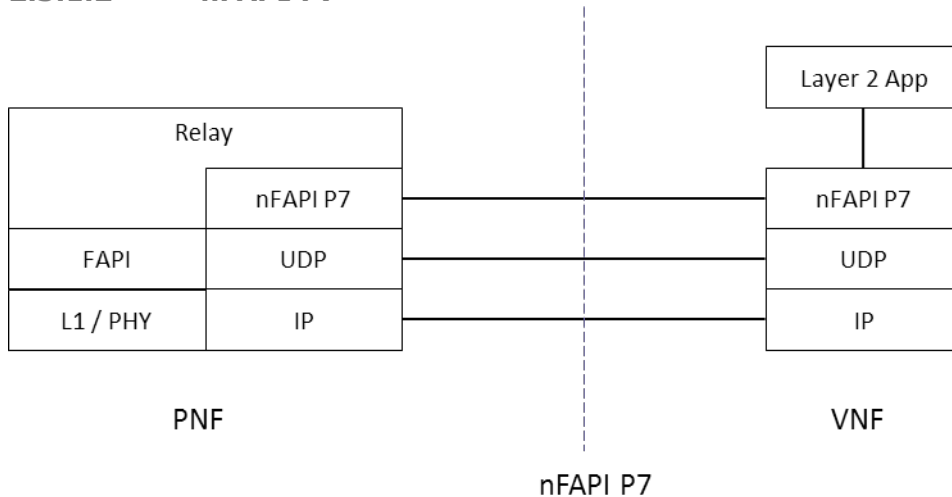 Layer 2 App
Relay
nFAPI P7
nFAPI P7
FAPI
UDP
UDP
L1 / PHY
IP
IP
PNF
VNF
nFAPI P7